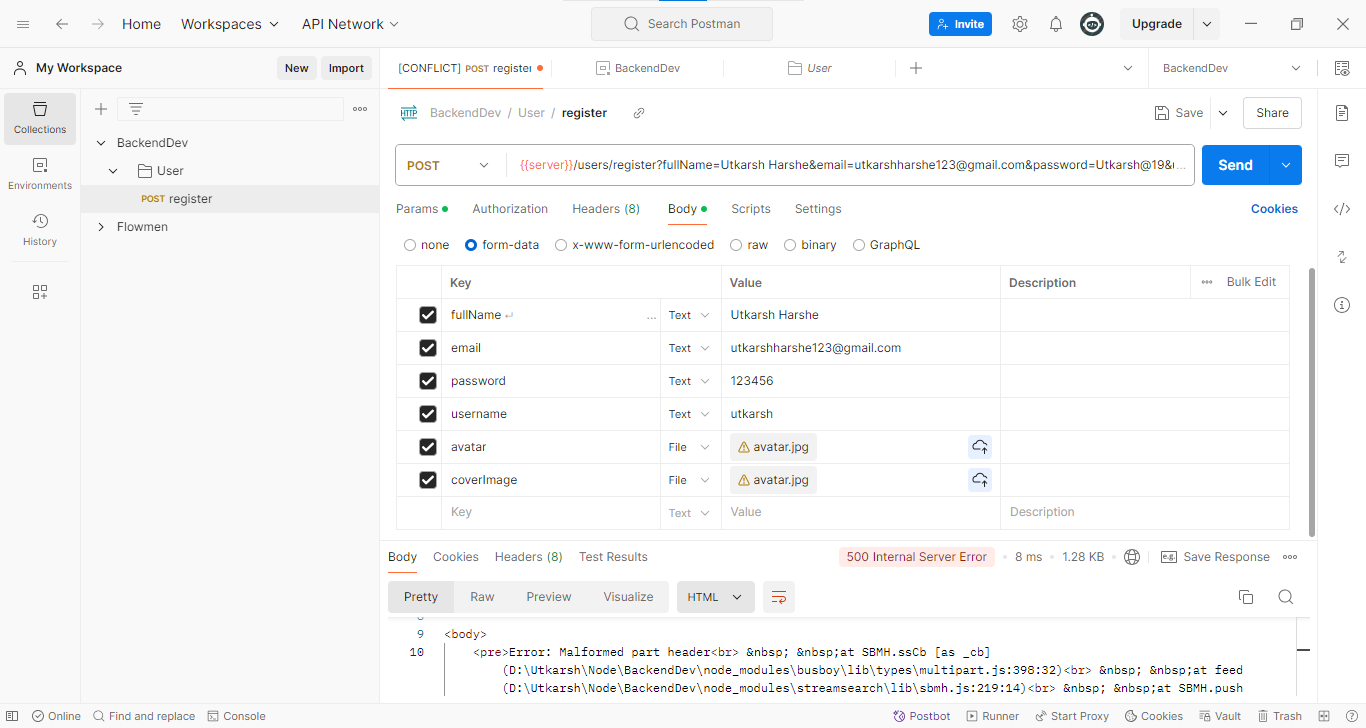 Home Workspaces API Network Search Postman Invite Upgrade
My Workspace New Import [CONFLICT] POST register BackendDev User BackendDev
Collections
Environments
History
BackendDev
User
POST register
Flowmen
HTTP BackendDev / User / register Save Share
POST {{server}}/users/register?fullName=Utkarsh Harshe&email=utkarshharshe123@gmail.com&password=Utkarsh@19&u... Send
Params Authorization Headers (8) Body Scripts Settings Cookies
none form-data x-www-form-urlencoded raw binary GraphQL
Key Value Description ••• Bulk Edit
fullName ↵ ... Text Utkarsh Harshe
email Text utkarshharshe123@gmail.com
password Text 123456
username Text utkarsh
avatar File avatar.jpg
coverImage File avatar.jpg
Key Text Value Description
Body Cookies Headers (8) Test Results 500 Internal Server Error • 8 ms • 1.28 KB • e.g. Save Response •••
Pretty Raw Preview Visualize HTML
9 <body>
10 <pre>Error: Malformed part header<br> &nbsp; &nbsp;at SBMH.ssCb [as _cb]
(D:\Utkarsh\Node\BackendDev\node_modules\busboy\lib\types\multipart.js:398:32)<br> &nbsp; &nbsp;at feed
(D:\Utkarsh\Node\BackendDev\node_modules\streamsearch\lib\sbmh.js:219:14)<br> &nbsp; &nbsp;at SBMH.push
Online Find and replace Console Postbot Runner Start Proxy Cookies Vault Trash